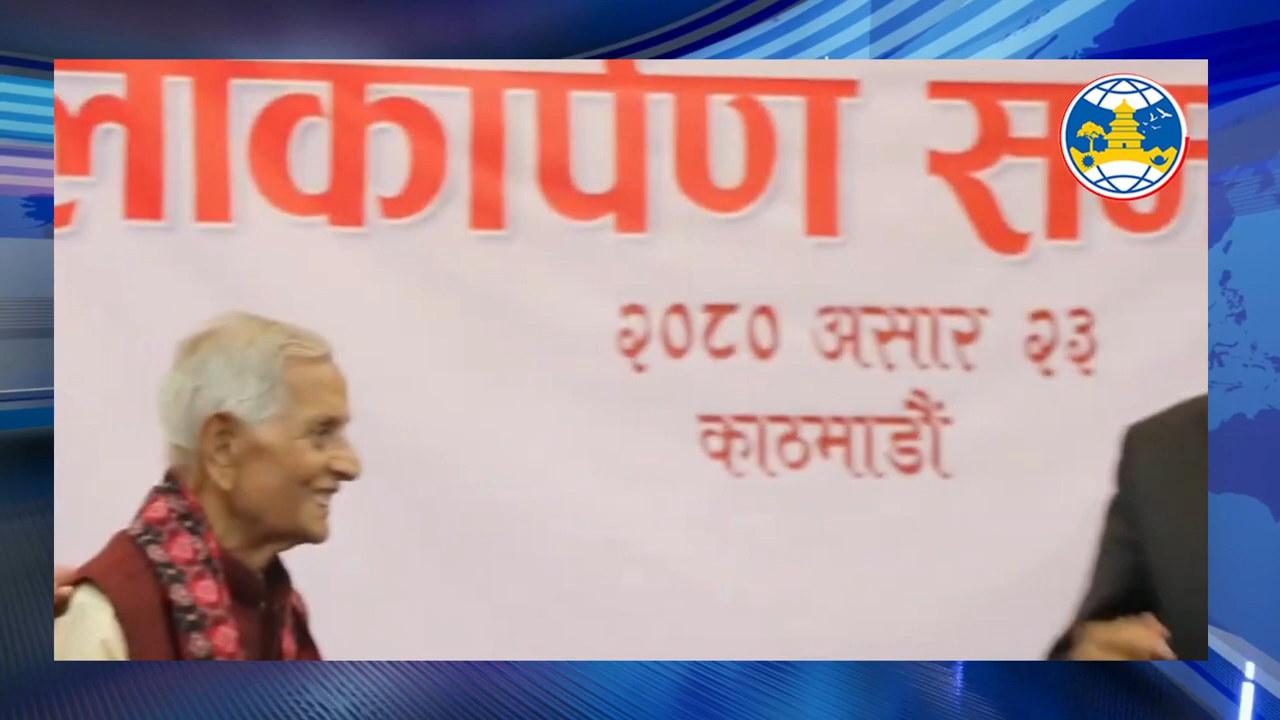 लोकार्पण
२०८० असार २३
काठमाडौं